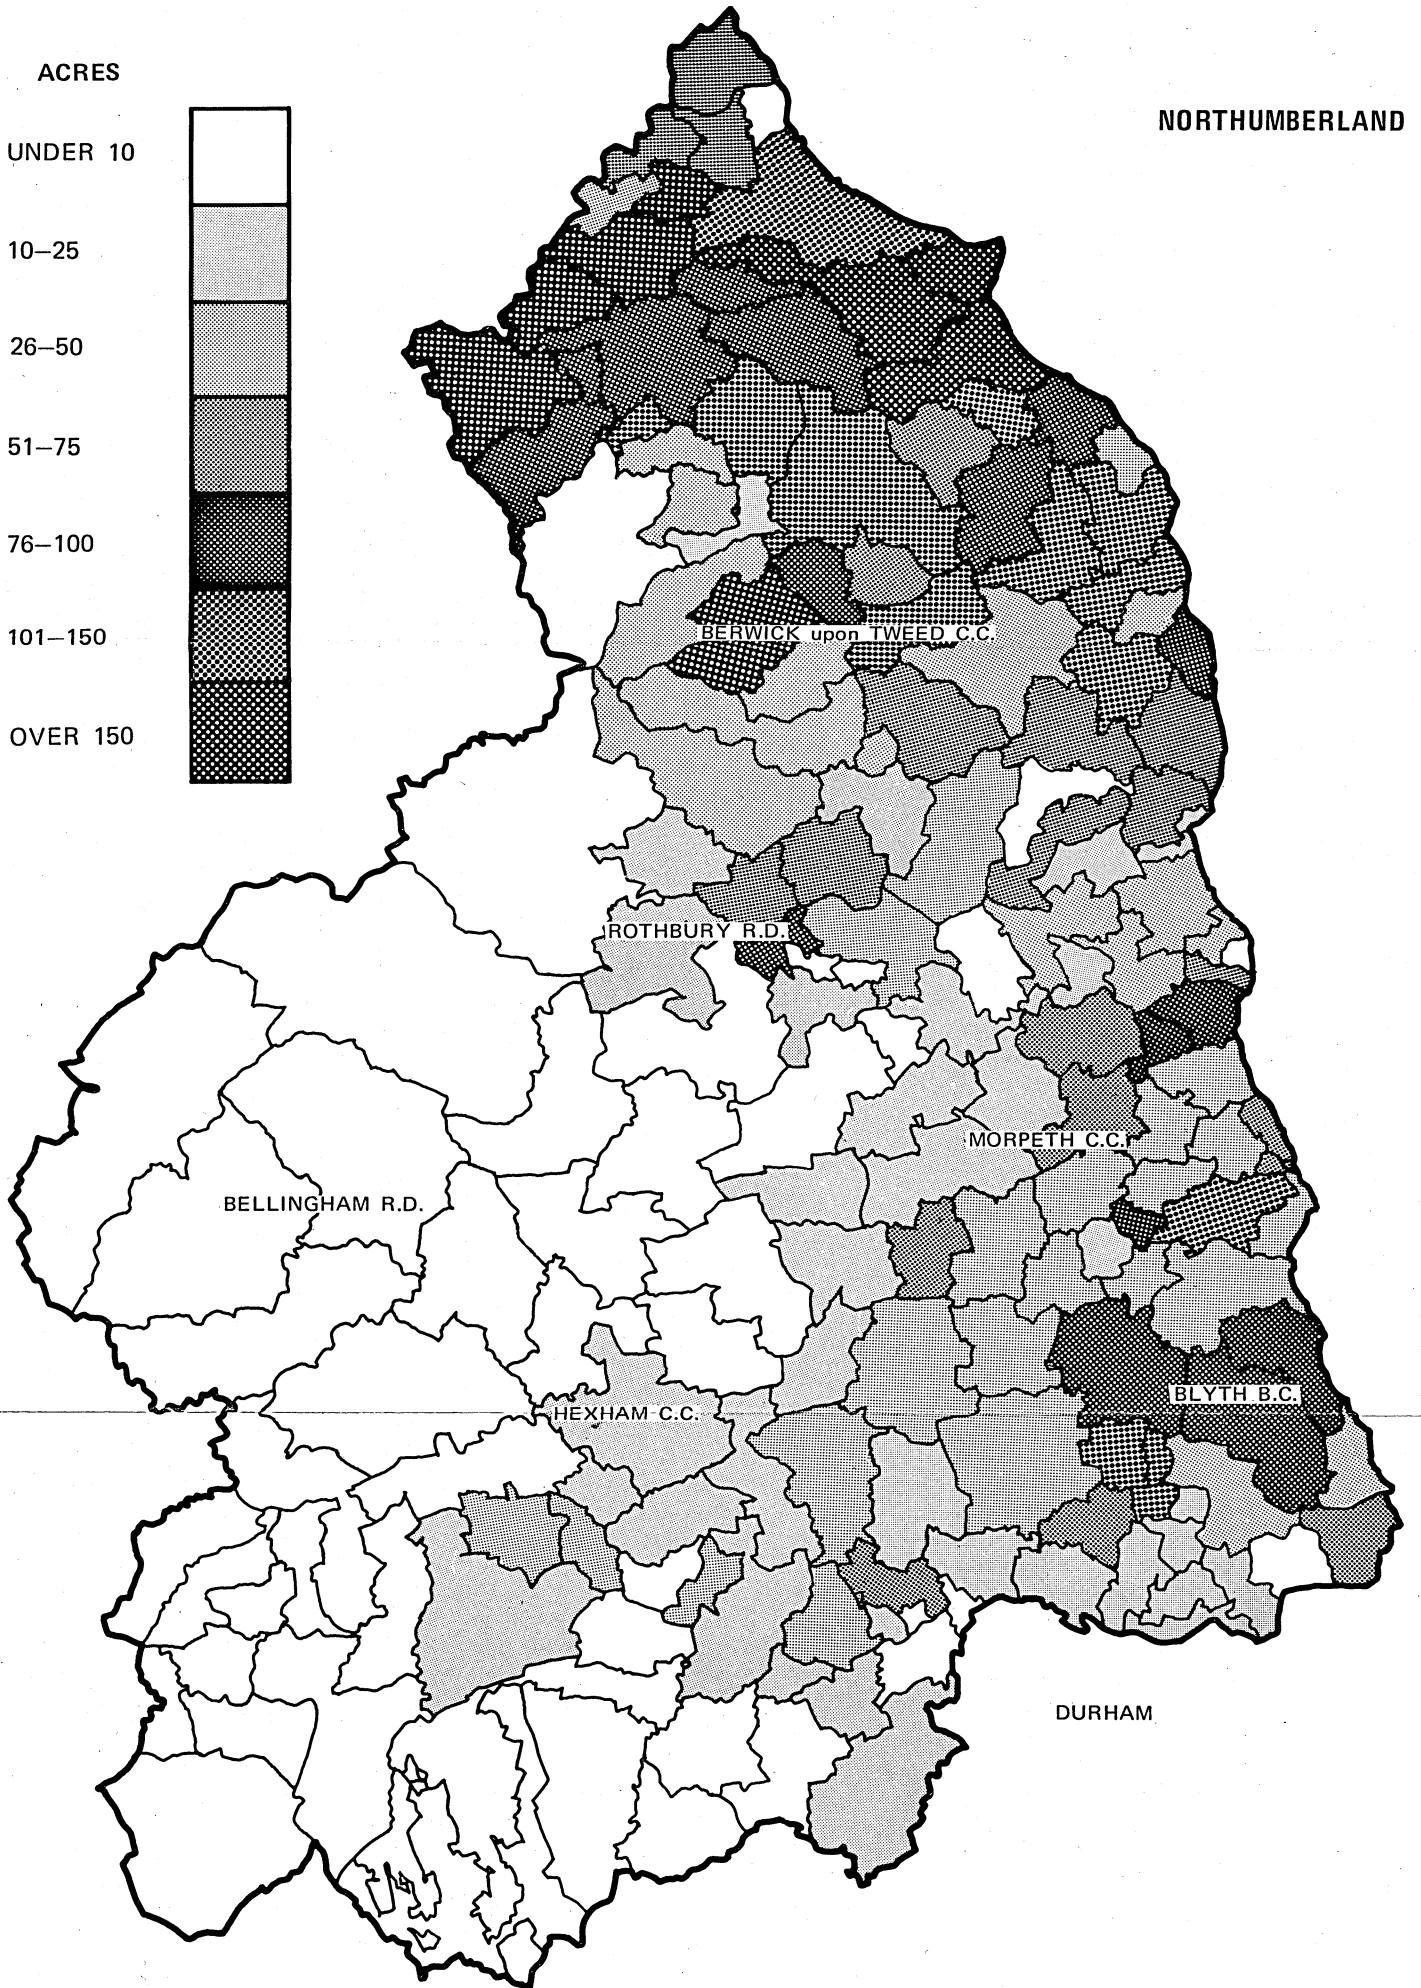 ACRES
NORTHUMBERLAND
UNDER 10
10—25
26—50
51—75
76—100
101—150
OVER 150
BERWICK upon TWEED C.C.
ROTHBURY R.D.
MORPETH C.C.
BELLINGHAM R.D.
BLYTH B.C.
HEXHAM C.C.
DURHAM